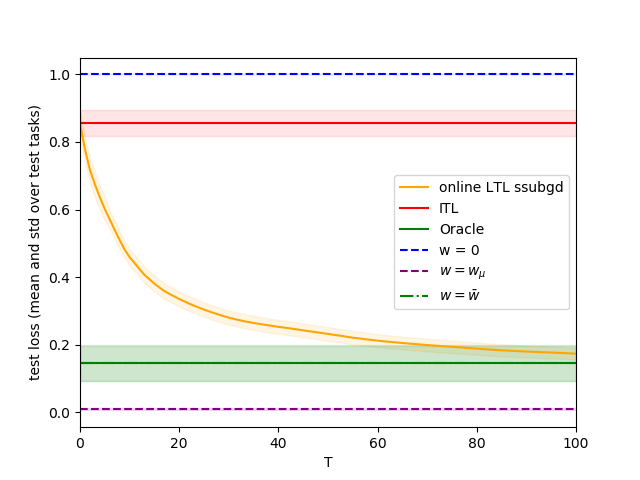 1.0
0.8
0.6
0.4
0.2
0.0
test loss (mean and std over test tasks)
online LTL ssubgd
ITL
Oracle
w = 0
w = wμ
w = w̄
0 20 40 60 80 100
T